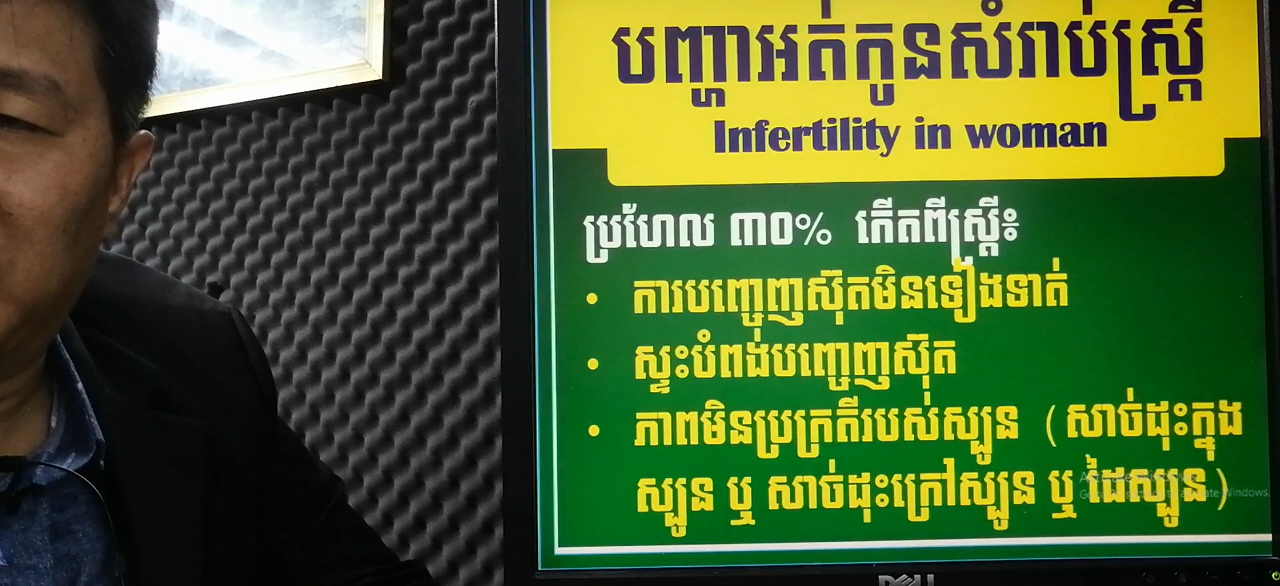 បញ្ហាអត់កូនសំរាប់ស្ត្រី
Infertility in woman
ប្រហែល ៣០% កើតពីស្ត្រី៖
• ការបញ្ចេញស៊ុតមិនទៀងទាត់
• ស្ទះបំពង់បញ្ចេញស៊ុត
• ភាពមិនប្រក្រតីរបស់ស្បូន (សាច់ដុះក្នុង
ស្បូន ឬ សាច់ដុះក្រៅស្បូន ឬ ដៃស្បូន)
Windows
DELL